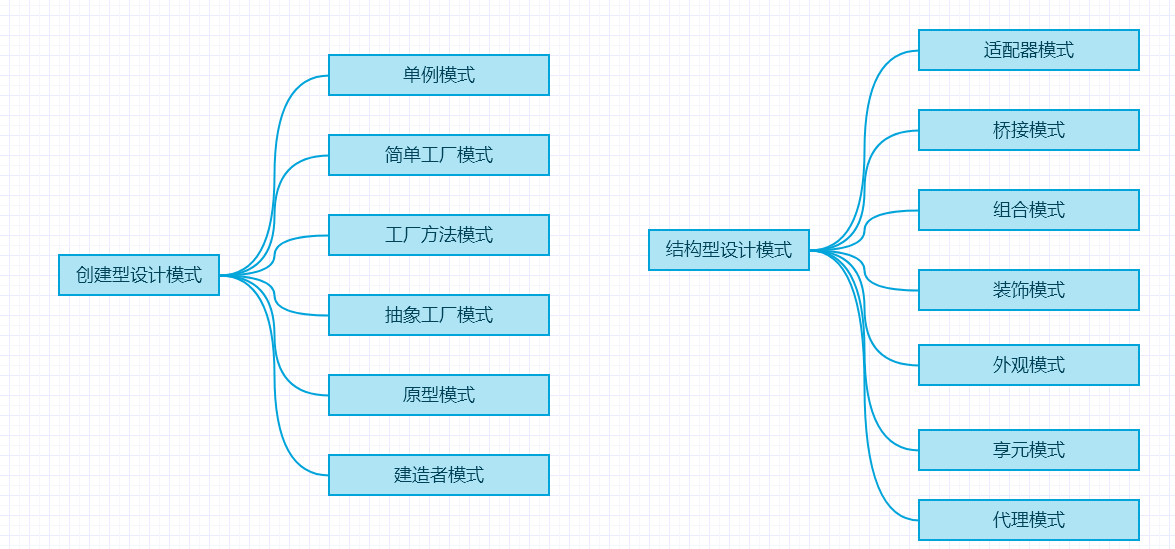 创建型设计模式
单例模式
简单工厂模式
工厂方法模式
抽象工厂模式
原型模式
建造者模式
结构型设计模式
适配器模式
桥接模式
组合模式
装饰模式
外观模式
享元模式
代理模式